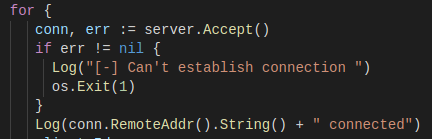 for {
conn, err := server.Accept()
if err != nil {
Log("[-] Can't establish connection ")
os.Exit(1)
}
Log(conn.RemoteAddr().String() + " connected")